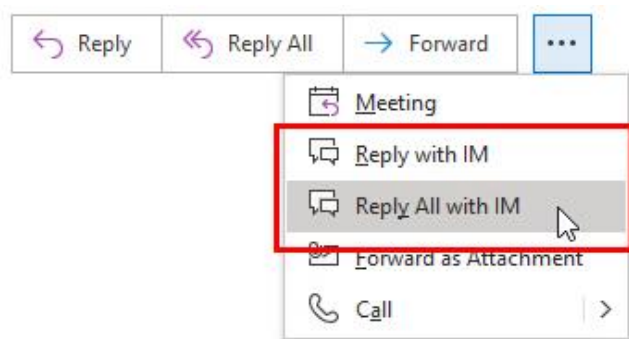 Reply Reply All Forward ...
Meeting
Reply with IM
Reply All with IM
Forward as Attachment
Call